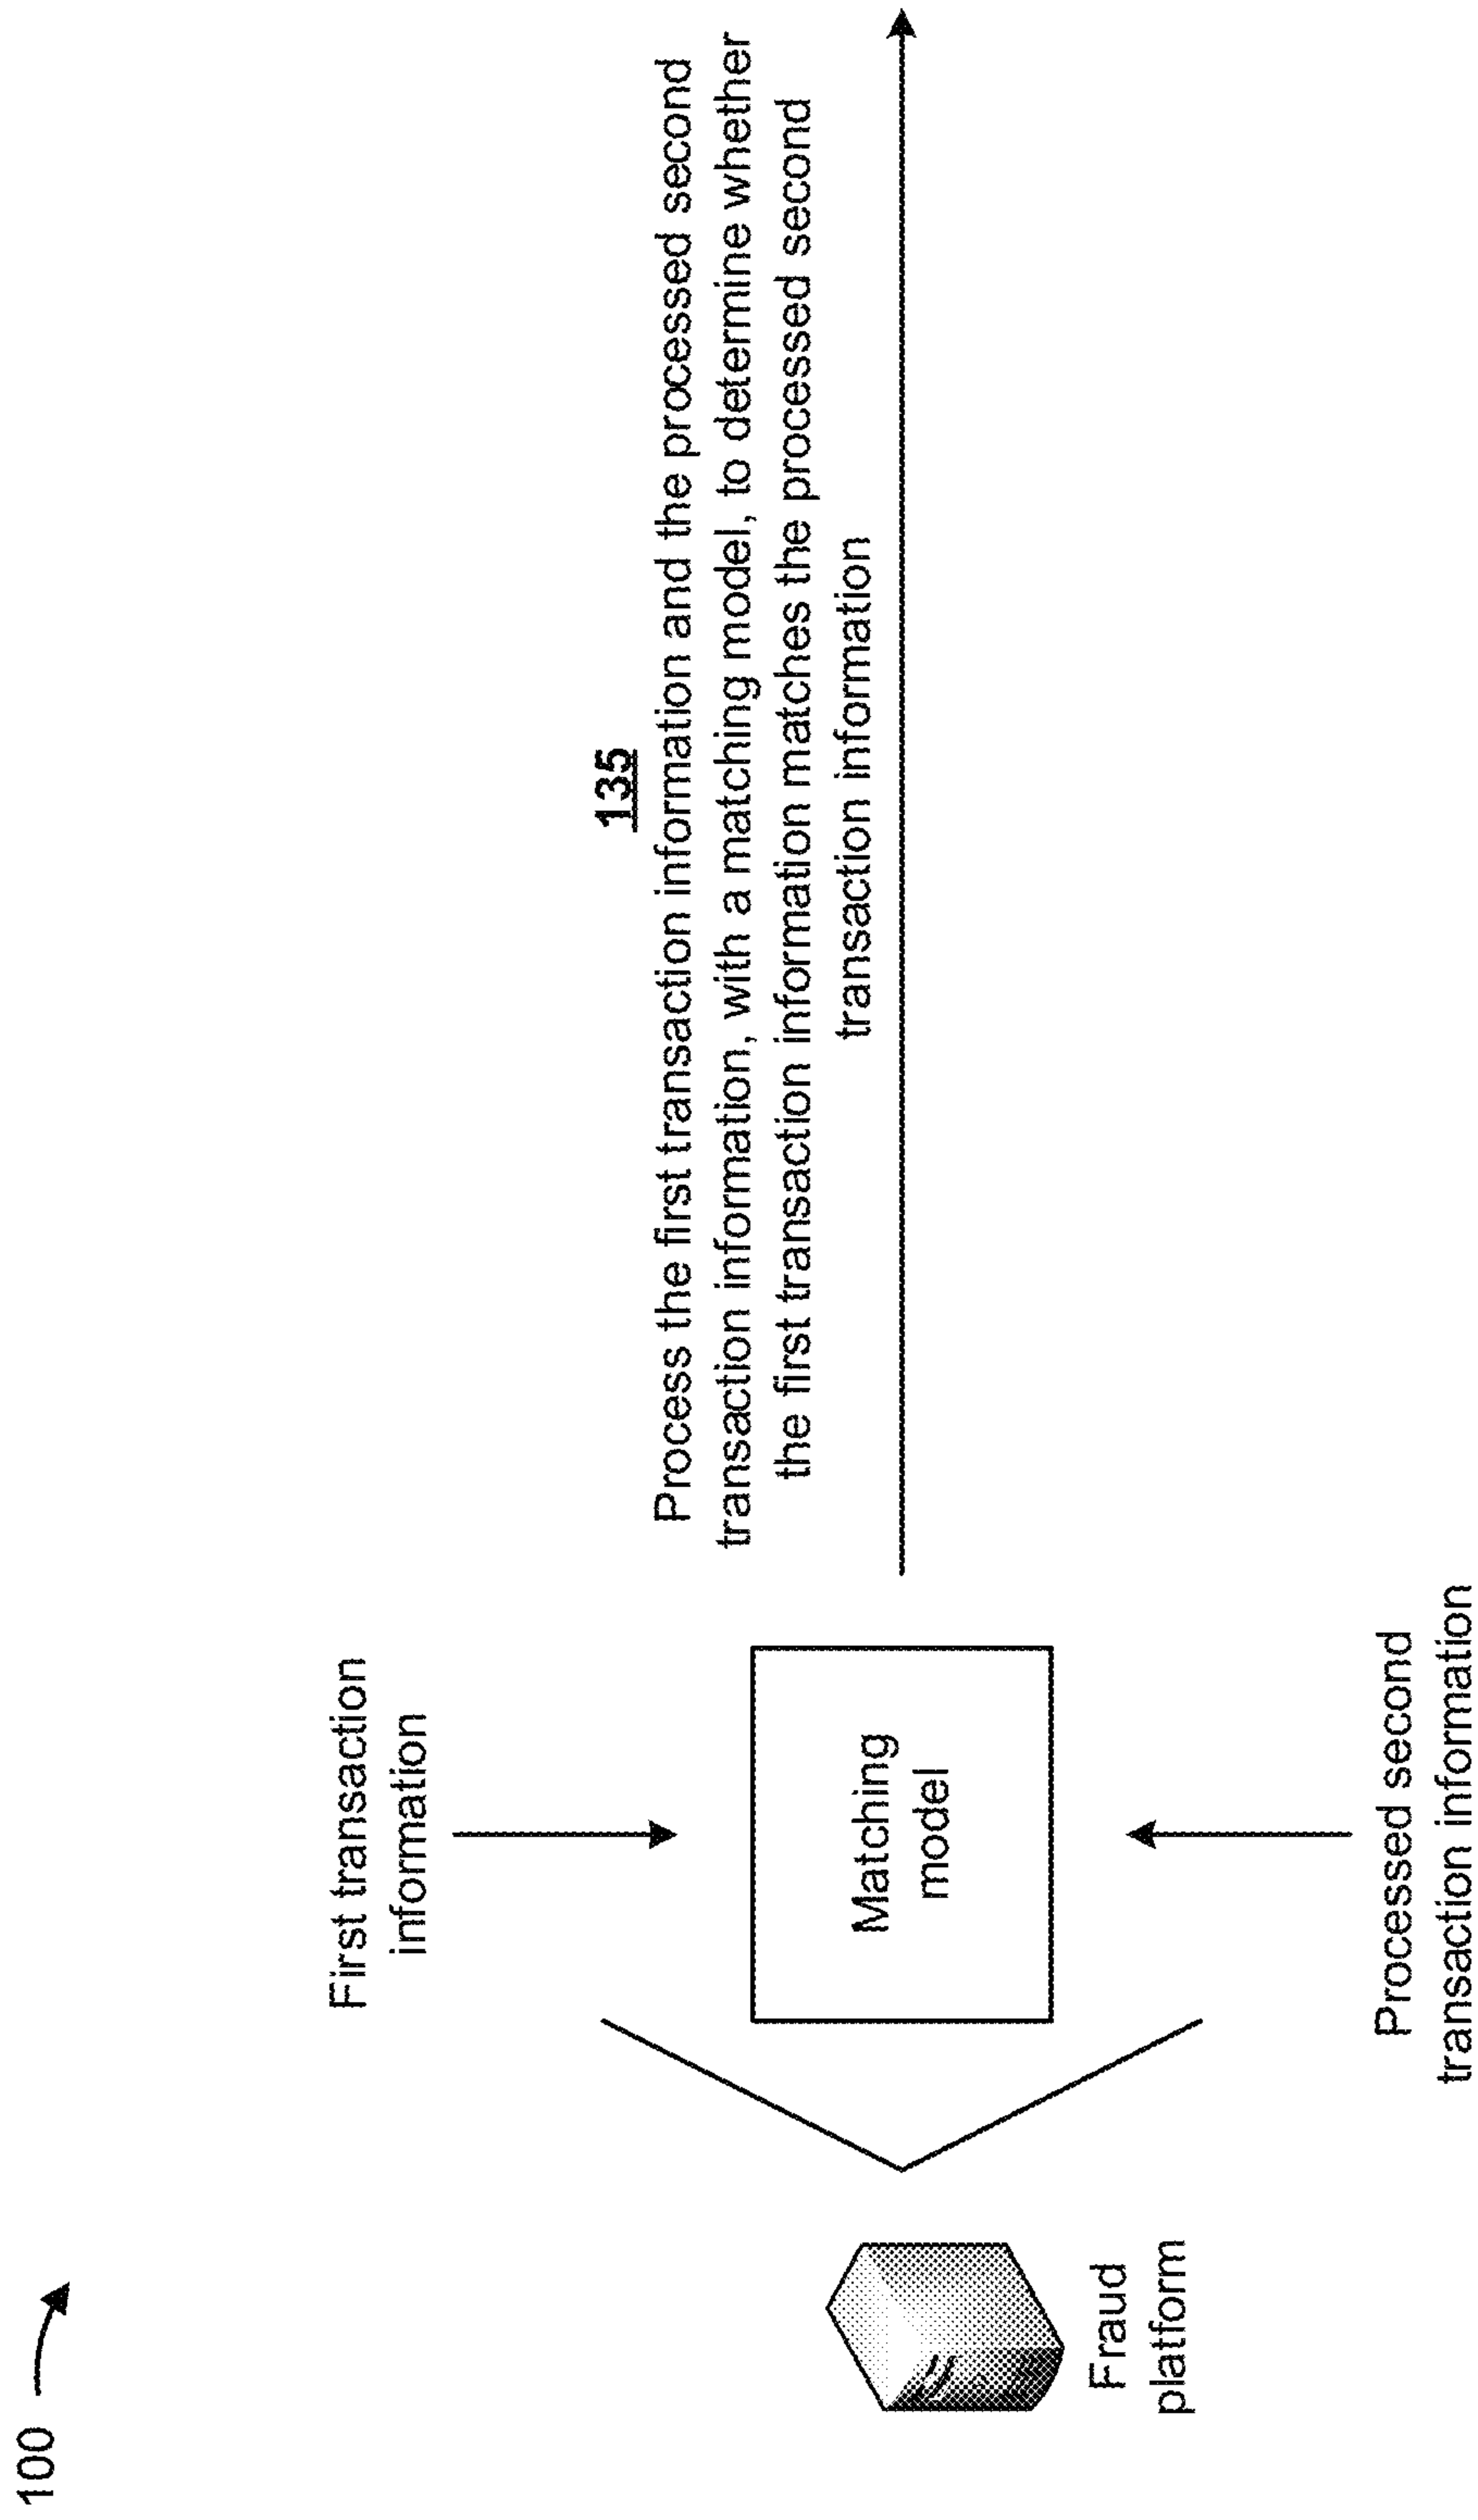 100
First transaction
information
Fraud
platform
Matching
model
Processed second
transaction information
135
Process the first transaction information and the processed second
transaction information, with a matching model, to determine whether
the first transaction information matches the processed second
transaction information